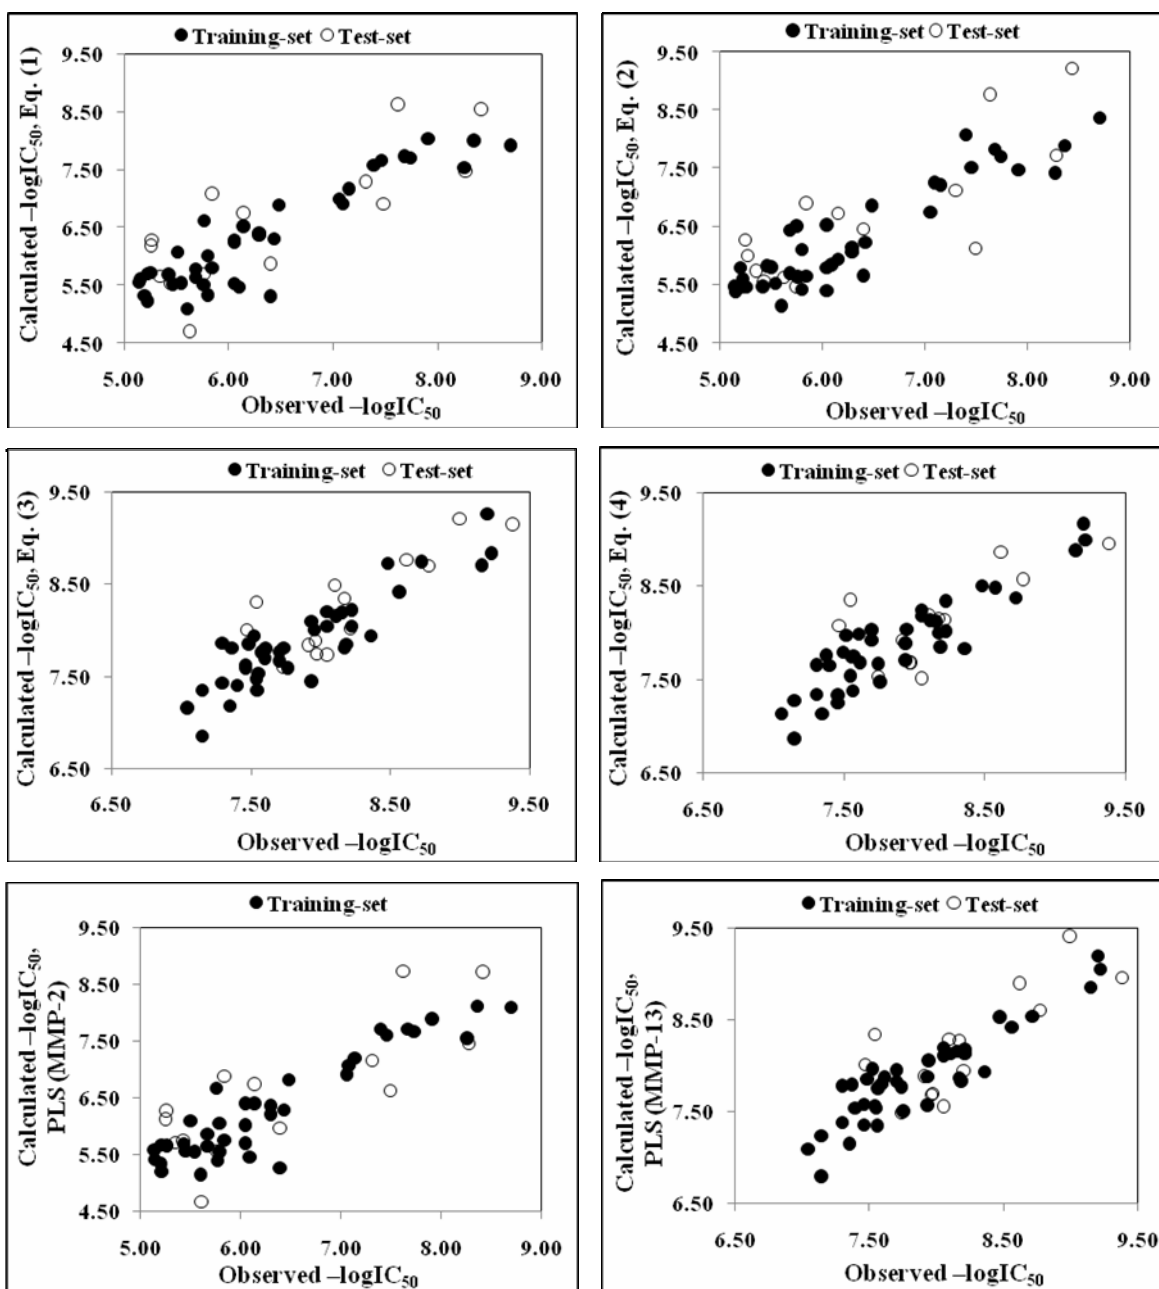 Training-set Test-set
Calculated –logIC50, Eq. (1)
9.50
8.50
7.50
6.50
5.50
4.50
5.00 6.00 7.00 8.00 9.00
Observed –logIC50
Training-set Test-set
Calculated –logIC50, Eq. (2)
9.50
8.50
7.50
6.50
5.50
4.50
5.00 6.00 7.00 8.00 9.00
Observed –logIC50
Training-set Test-set
Calculated –logIC50, Eq. (3)
9.50
8.50
7.50
6.50
6.50 7.50 8.50 9.50
Observed –logIC50
Training-set Test-set
Calculated –logIC50, Eq. (4)
9.50
8.50
7.50
6.50
6.50 7.50 8.50 9.50
Observed –logIC50
Training-set
Calculated –logIC50,
PLS (MMP-2)
9.50
8.50
7.50
6.50
5.50
4.50
5.00 6.00 7.00 8.00 9.00
Observed –logIC50
Training-set Test-set
Calculated –logIC50,
PLS (MMP-13)
9.50
8.50
7.50
6.50
6.50 7.50 8.50 9.50
Observed –logIC50